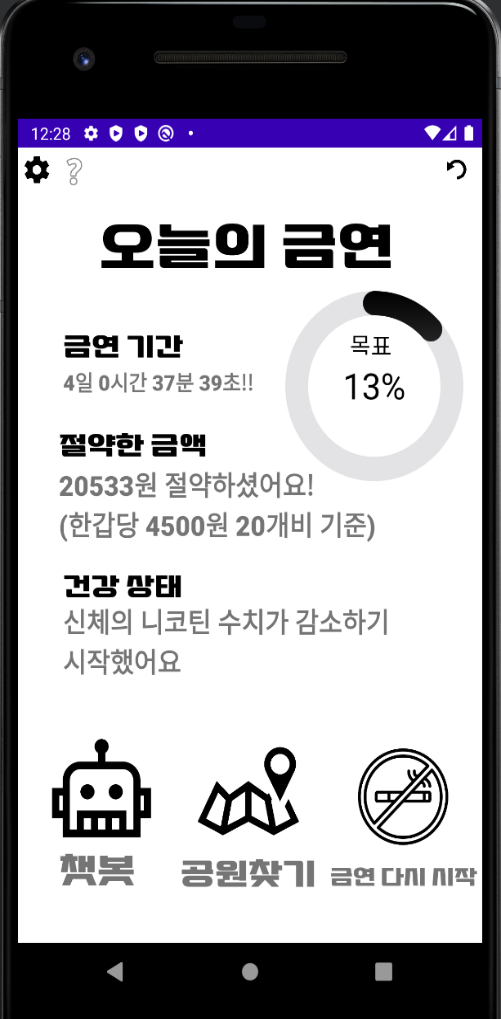 12:28
오늘의 금연
금연 기간
4일 0시간 37분 39초!!
목표
13%
절약한 금액
20533원 절약하셨어요!
(한갑당 4500원 20개비 기준)
건강 상태
신체의 니코틴 수치가 감소하기
시작했어요
챗봇
공원찾기
금연 다시 시작